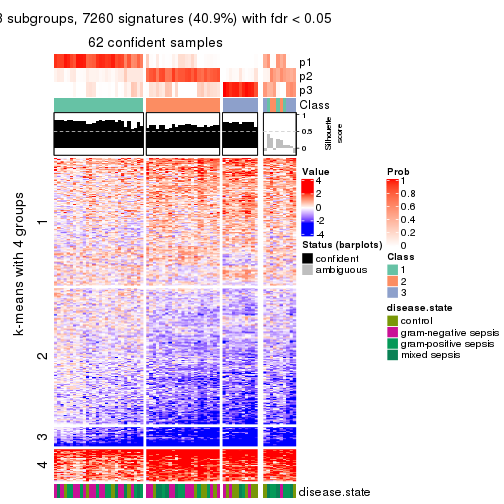 3 subgroups, 7260 signatures (40.9%) with fdr < 0.05
62 confident samples
p1
p2
p3
Class
1
0.5
0
Silhouette
score
k-means with 4 groups
1
2
3
4
disease.state
Value
4
2
0
-2
-4
Status (barplots)
confident
ambiguous
Prob
1
0.8
0.6
0.4
0.2
0
Class
1
2
3
disease.state
control
gram-negative sepsis
gram-positive sepsis
mixed sepsis